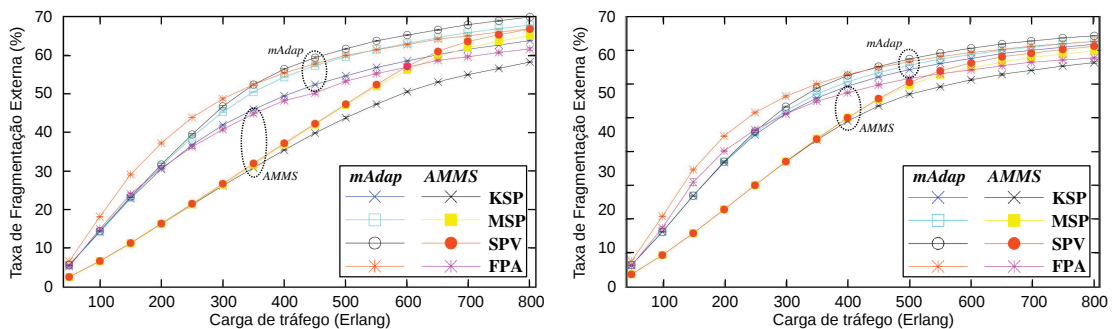 Taxa de Fragmentação Externa (%)
70
60
50
40
30
20
10
0
mAdap
AMMS
mAdap AMMS
KSP
MSP
SPV
FPA
100 200 300 400 500 600 700 800
Carga de tráfego (Erlang)
Taxa de Fragmentação Externa (%)
70
60
50
40
30
20
10
0
mAdap
AMMS
mAdap AMMS
KSP
MSP
SPV
FPA
100 200 300 400 500 600 700 800
Carga de tráfego (Erlang)